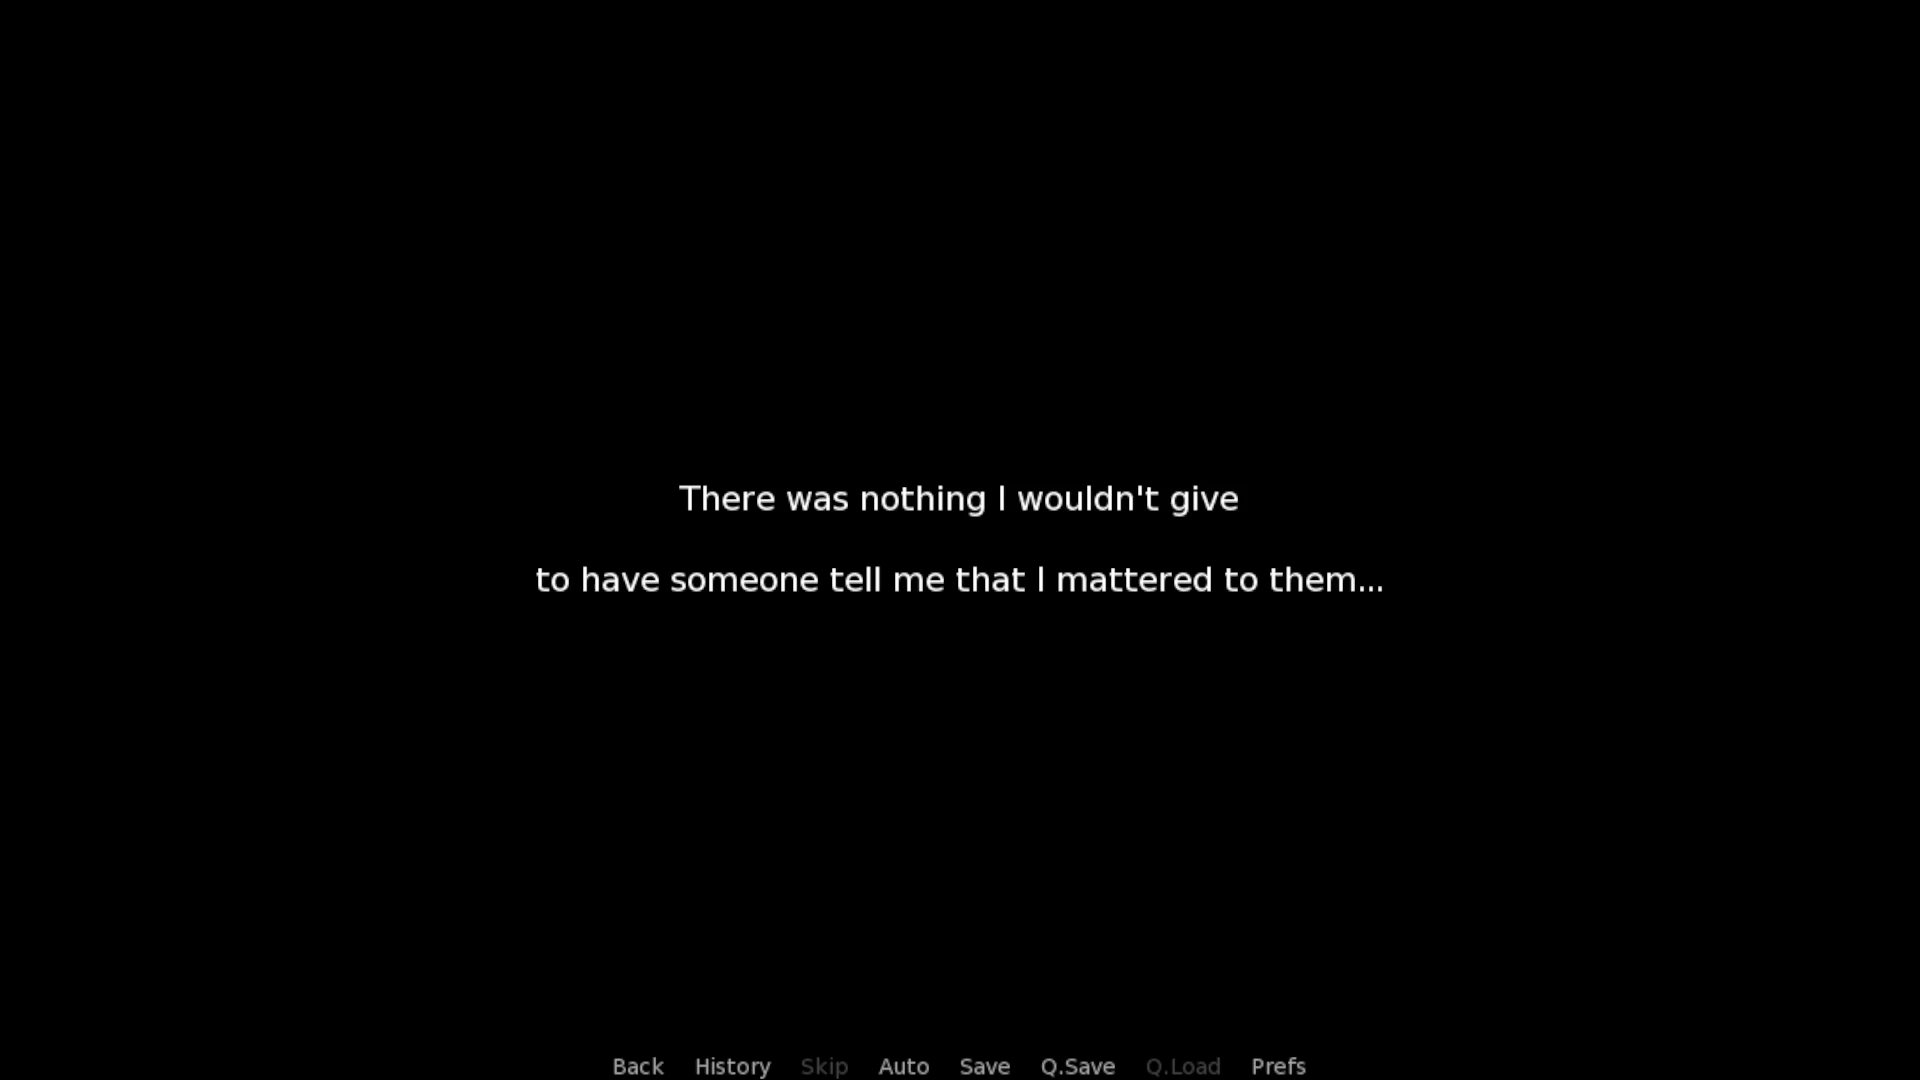 There was nothing I wouldn't give
to have someone tell me that I mattered to them...
Back History Skip Auto Save Q.Save Q.Load Prefs